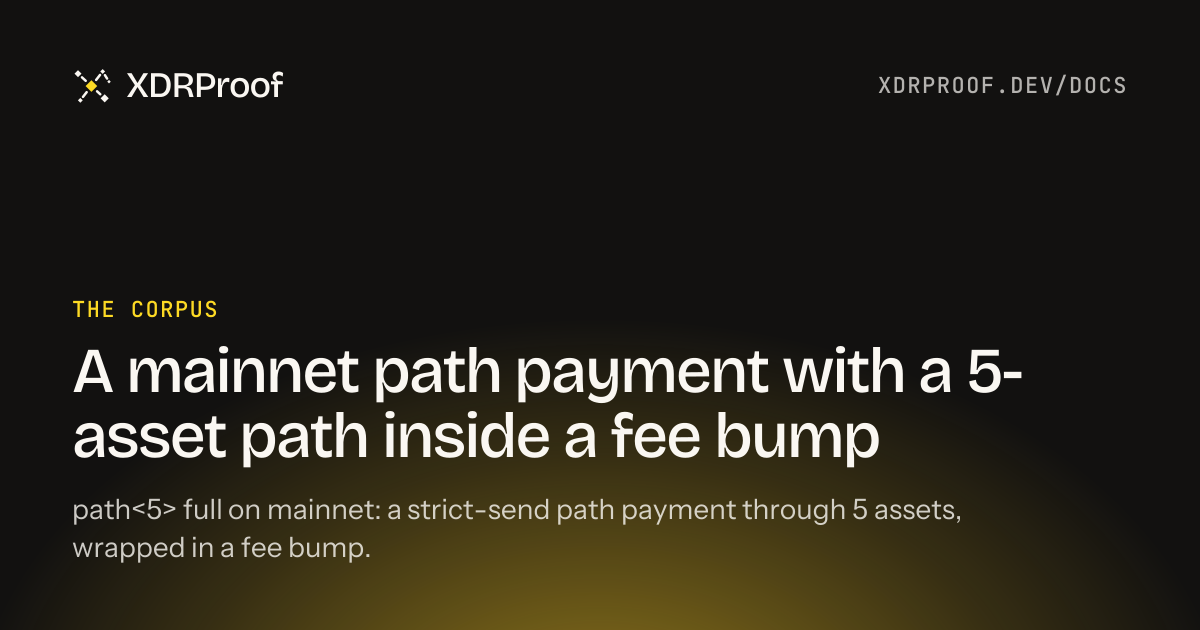 XDRProof
XDRPROOF.DEV/DOCS
THE CORPUS
A mainnet path payment with a 5-
asset path inside a fee bump
path<5> full on mainnet: a strict-send path payment through 5 assets,
wrapped in a fee bump.